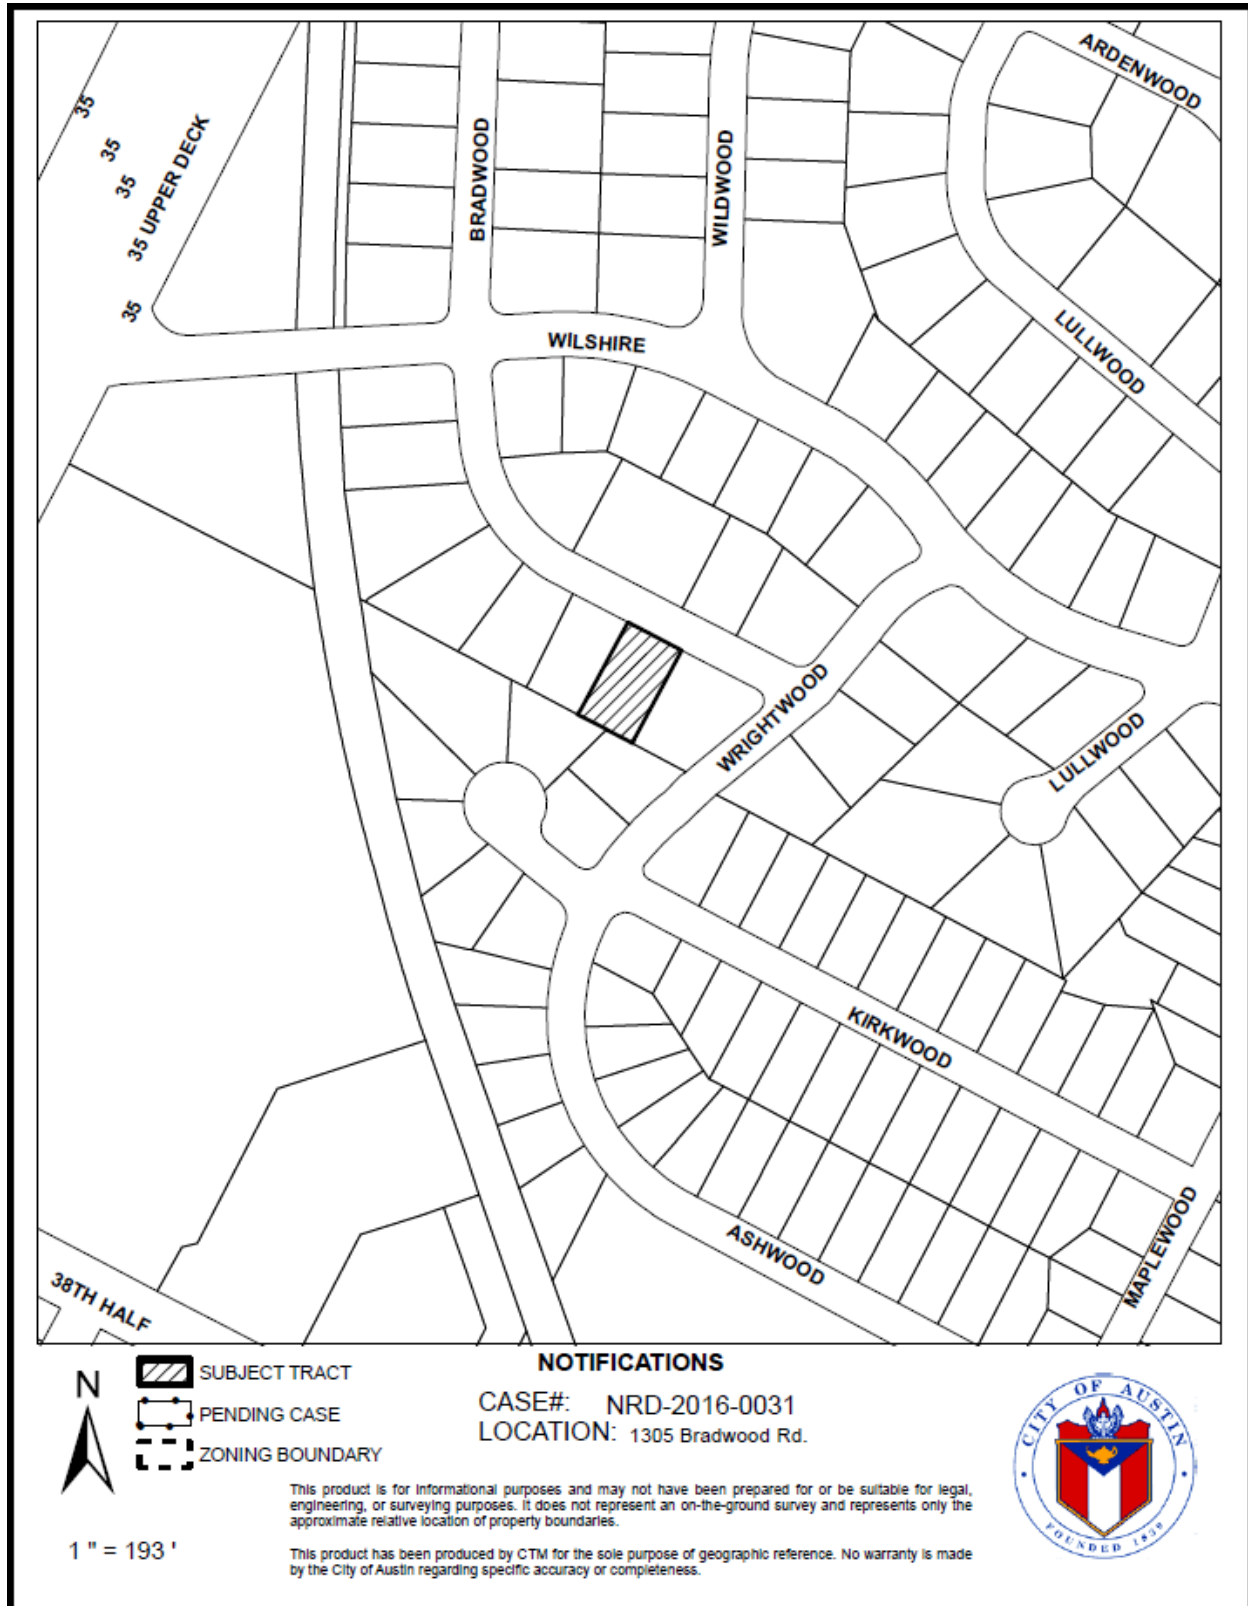 ARDENWOOD
35
35
35
35 UPPER DECK
35
BRADWOOD
WILDWOOD
WILSHIRE
LULLWOOD
WRIGHTWOOD
LULLWOOD
KIRKWOOD
ASHWOOD
MAPLEWOOD
38TH HALF
N
SUBJECT TRACT
PENDING CASE
ZONING BOUNDARY
1 " = 193 '
NOTIFICATIONS
CASE#: NRD-2016-0031
LOCATION: 1305 Bradwood Rd.
This product is for informational purposes and may not have been prepared for or be suitable for legal,
engineering, or surveying purposes. It does not represent an on-the-ground survey and represents only the
approximate relative location of property boundaries.
This product has been produced by CTM for the sole purpose of geographic reference. No warranty is made
by the City of Austin regarding specific accuracy or completeness.
CITY OF AUSTIN
FOUNDED 1839